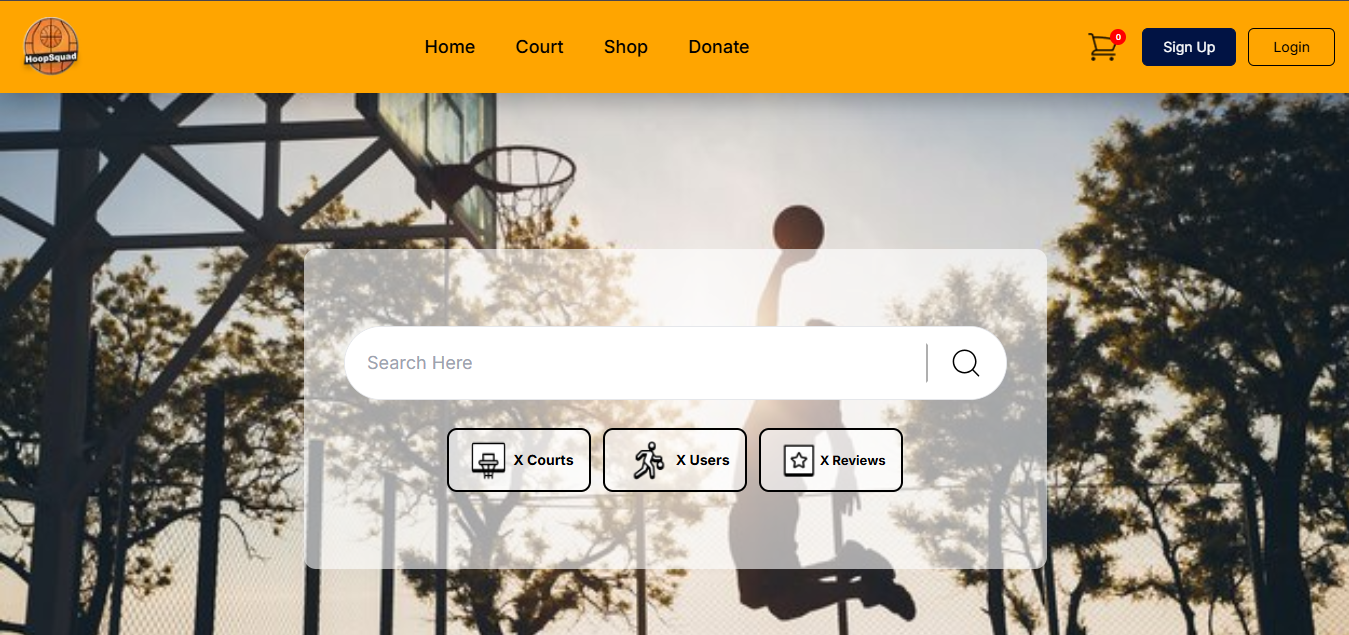 HoopSquad
Home Court Shop Donate
0
Sign Up
Login
Search Here
X Courts
X Users
X Reviews